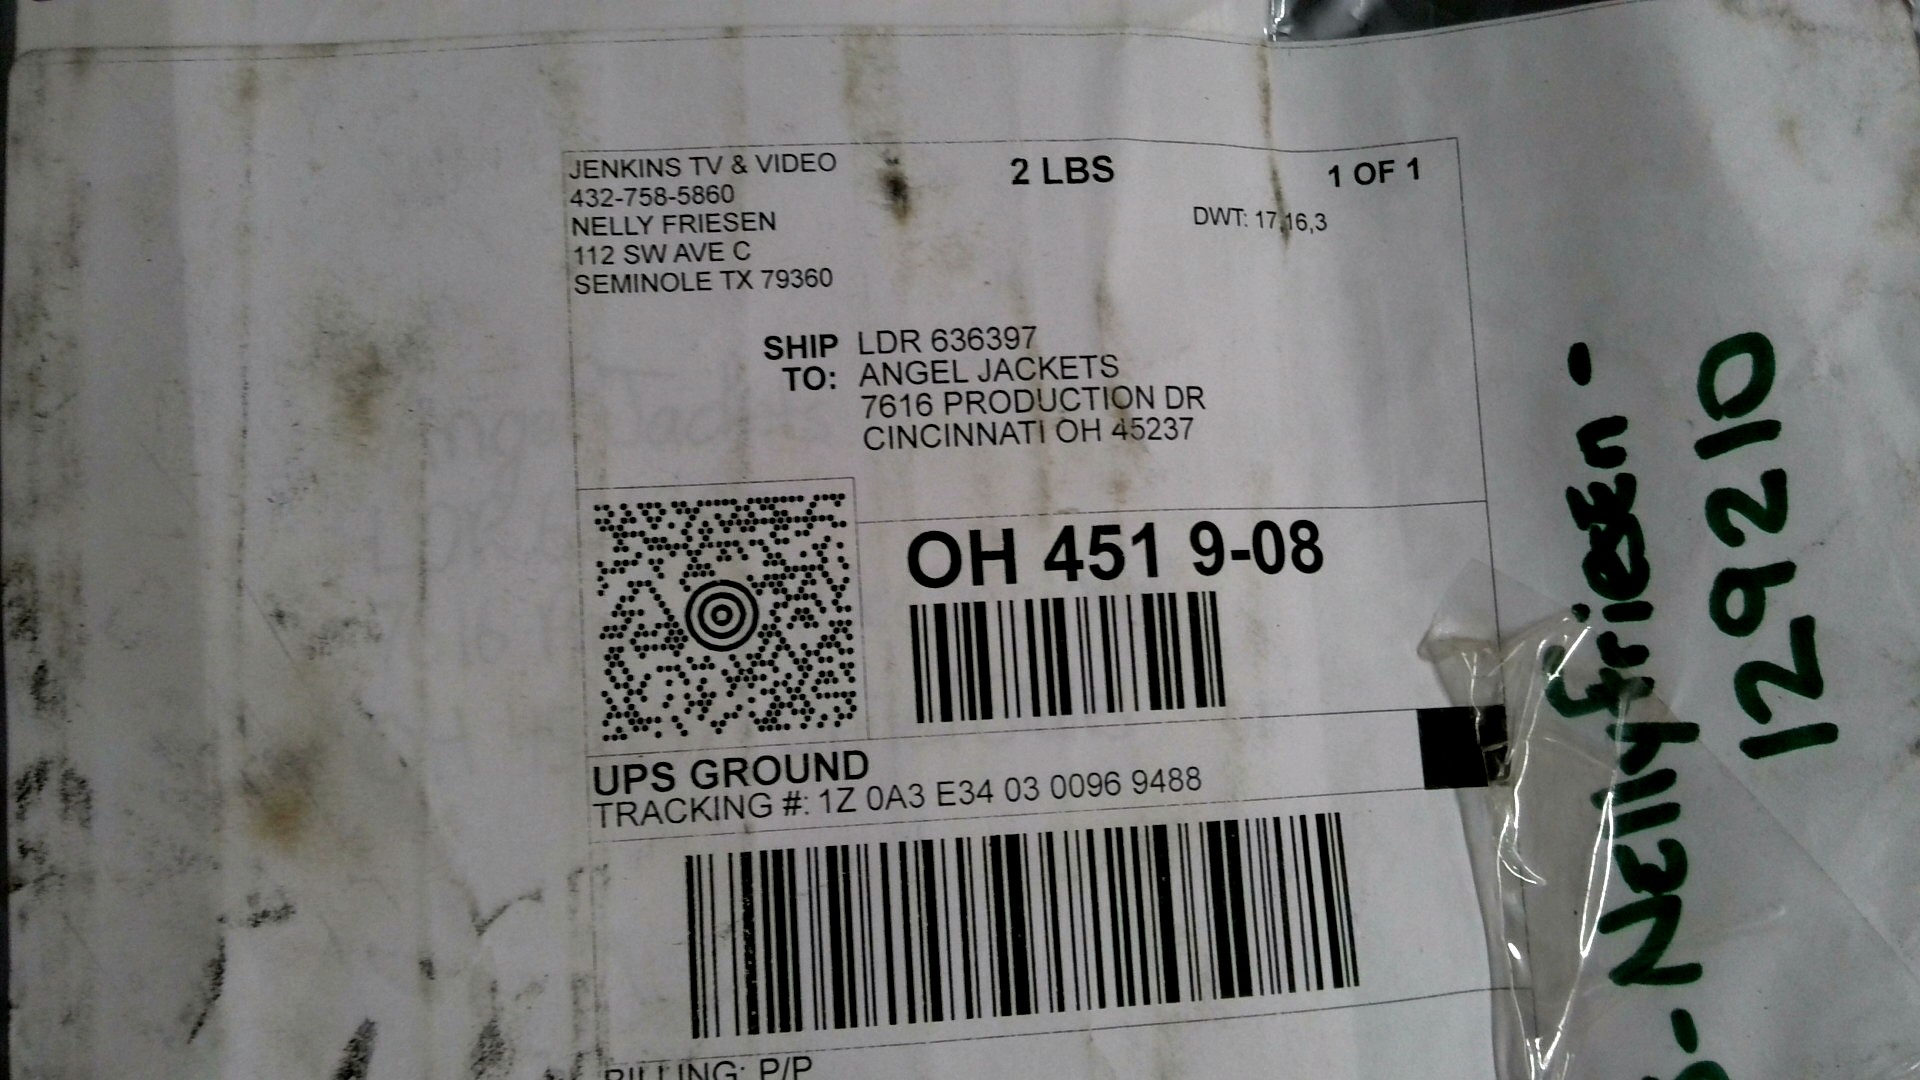 JENKINS TV & VIDEO
432-758-5860
NELLY FRIESEN
112 SW AVE C
SEMINOLE TX 79360
2 LBS
1 OF 1
DWT: 17,16,3
SHIP TO:
LDR 636397
ANGEL JACKETS
7616 PRODUCTION DR
CINCINNATI OH 45237
OH 451 9-08
UPS GROUND
TRACKING #: 1Z 0A3 E34 03 0096 9488
BILLING: P/P
- Nelly friesen -
129210